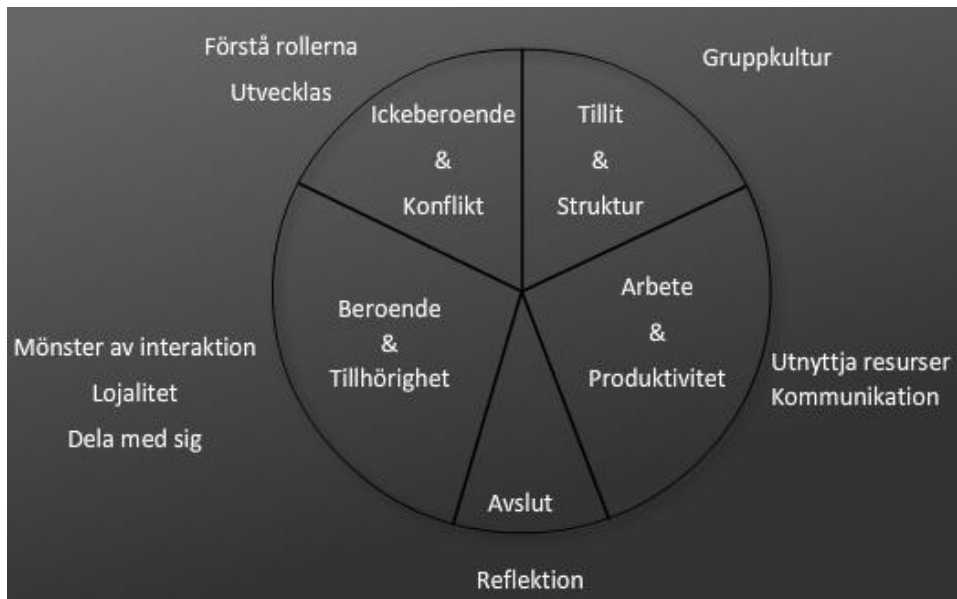 Förstå rollerna
Utvecklas
Gruppkultur
Ickeberoende
&
Konflikt
Tillit
&
Struktur
Beroende
&
Tillhörighet
Arbete
&
Produktivitet
Mönster av interaktion
Lojalitet
Dela med sig
Utnyttja resurser
Kommunikation
Avslut
Reflektion